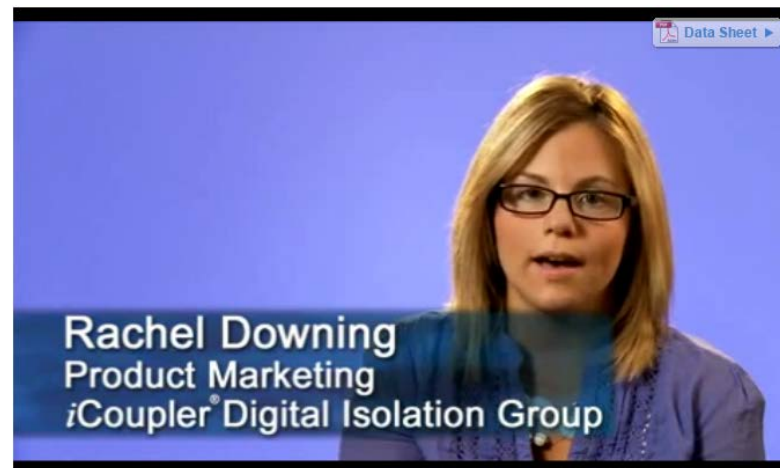 Data Sheet
Rachel Downing
Product Marketing
iCoupler® Digital Isolation Group